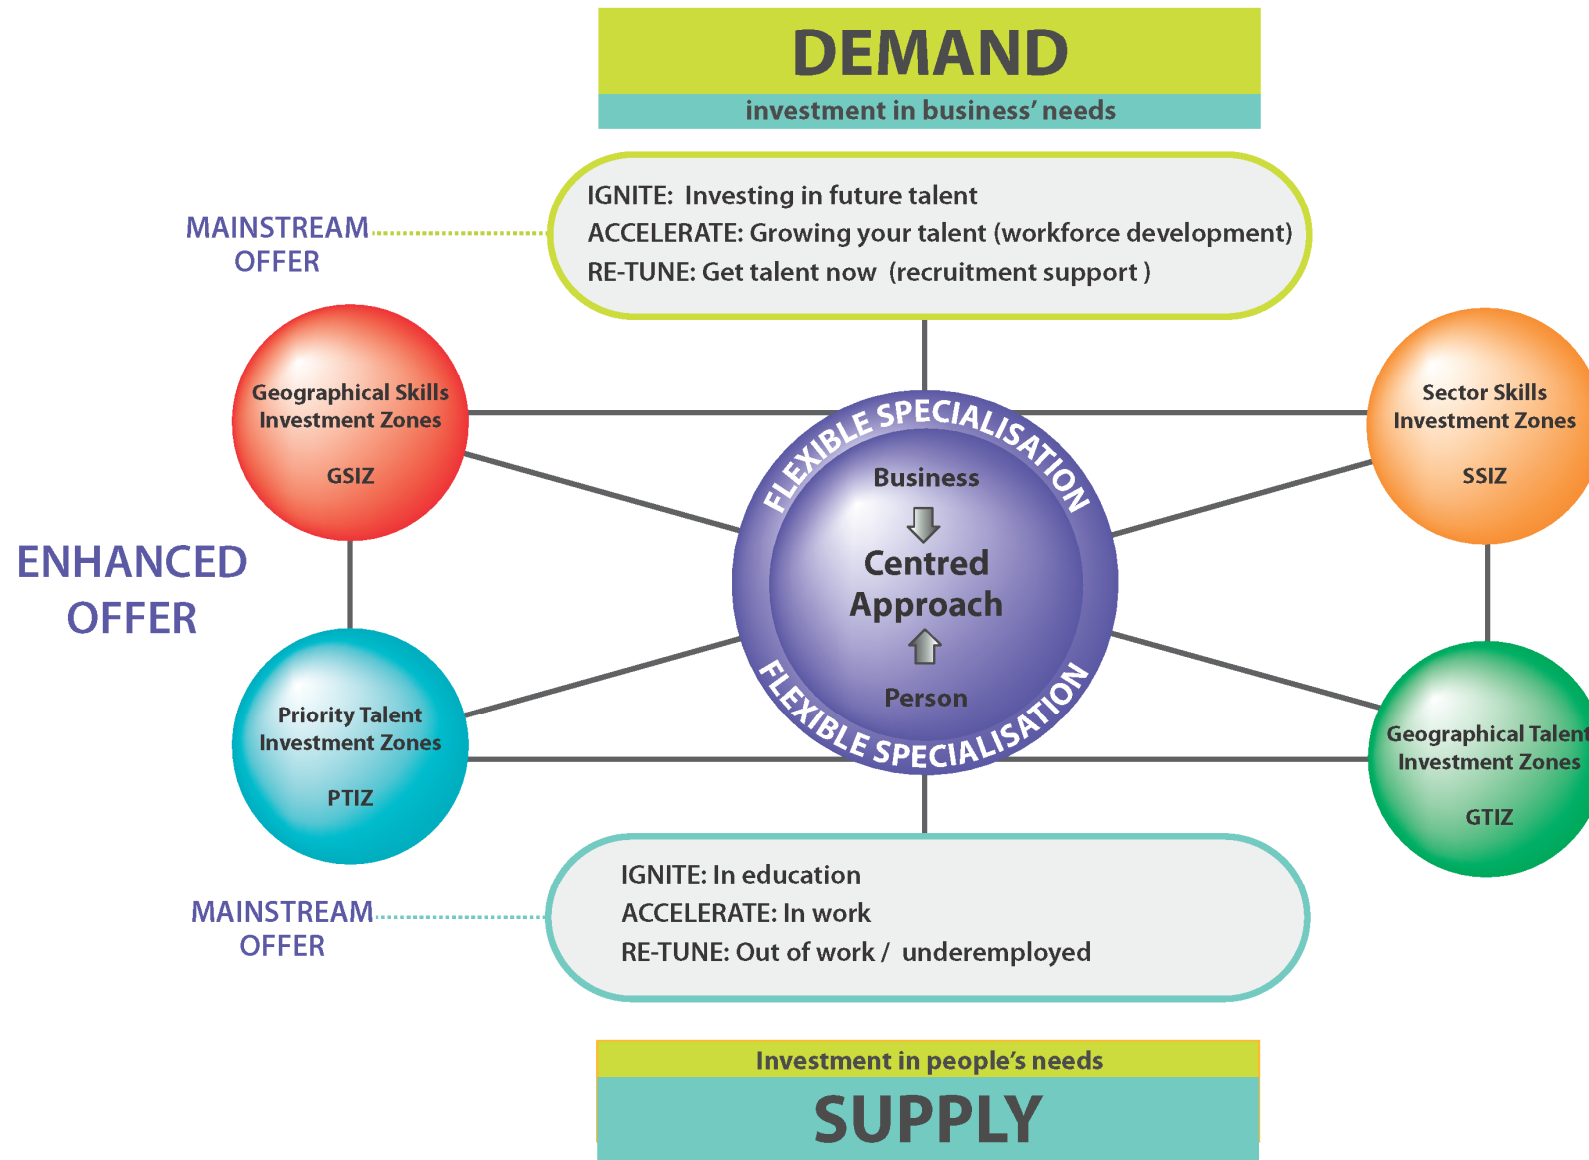 DEMAND
investment in business’ needs
IGNITE:  Investing in future talent
ACCELERATE: Growing your talent (workforce development)
RE-TUNE: Get talent now  (recruitment support )
MAINSTREAM
OFFER
Geographical Skills
Investment Zones
GSIZ
Sector Skills
Investment Zones
SSIZ
FLEXIBLE SPECIALISATION
Business
Centred
Approach
Person
FLEXIBLE SPECIALISATION
ENHANCED
OFFER
Priority Talent
Investment Zones
PTIZ
Geographical Talent
Investment Zones
GTIZ
IGNITE: In education
ACCELERATE: In work
RE-TUNE: Out of work /  underemployed
MAINSTREAM
OFFER
Investment in people’s needs
SUPPLY